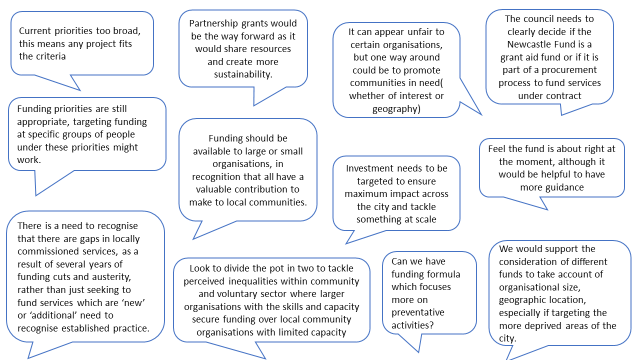 Current priorities too broad,
this means any project fits
the criteria
Partnership grants would
be the way forward as it
would share resources
and create more
sustainability.
It can appear unfair to
certain organisations,
but one way around
could be to promote
communities in need(
whether of interest or
geography)
The council needs to
clearly decide if the
Newcastle Fund is a
grant aid fund or if it is
part of a procurement
process to fund services
under contract
Funding priorities are still
appropriate, targeting funding
at specific groups of people
under these priorities might
work.
Funding should be
available to large or small
organisations, in
recognition that all have a
valuable contribution to
make to local communities.
Investment needs to be
targeted to ensure
maximum impact across
the city and tackle
something at scale
Feel the fund is about right at
the moment, although it
would be helpful to have
more guidance
There is a need to recognise
that there are gaps in locally
commissioned services, as a
result of several years of
funding cuts and austerity,
rather than just seeking to
fund services which are ‘new’
or ‘additional’ need to
recognise established practice.
Look to divide the pot in two to tackle
perceived inequalities within community
and voluntary sector where larger
organisations with the skills and capacity
secure funding over local community
organisations with limited capacity
Can we have
funding formula
which focuses
more on
preventative
activities?
We would support the
consideration of different
funds to take account of
organisational size,
geographic location,
especially if targeting the
more deprived areas of the
city.